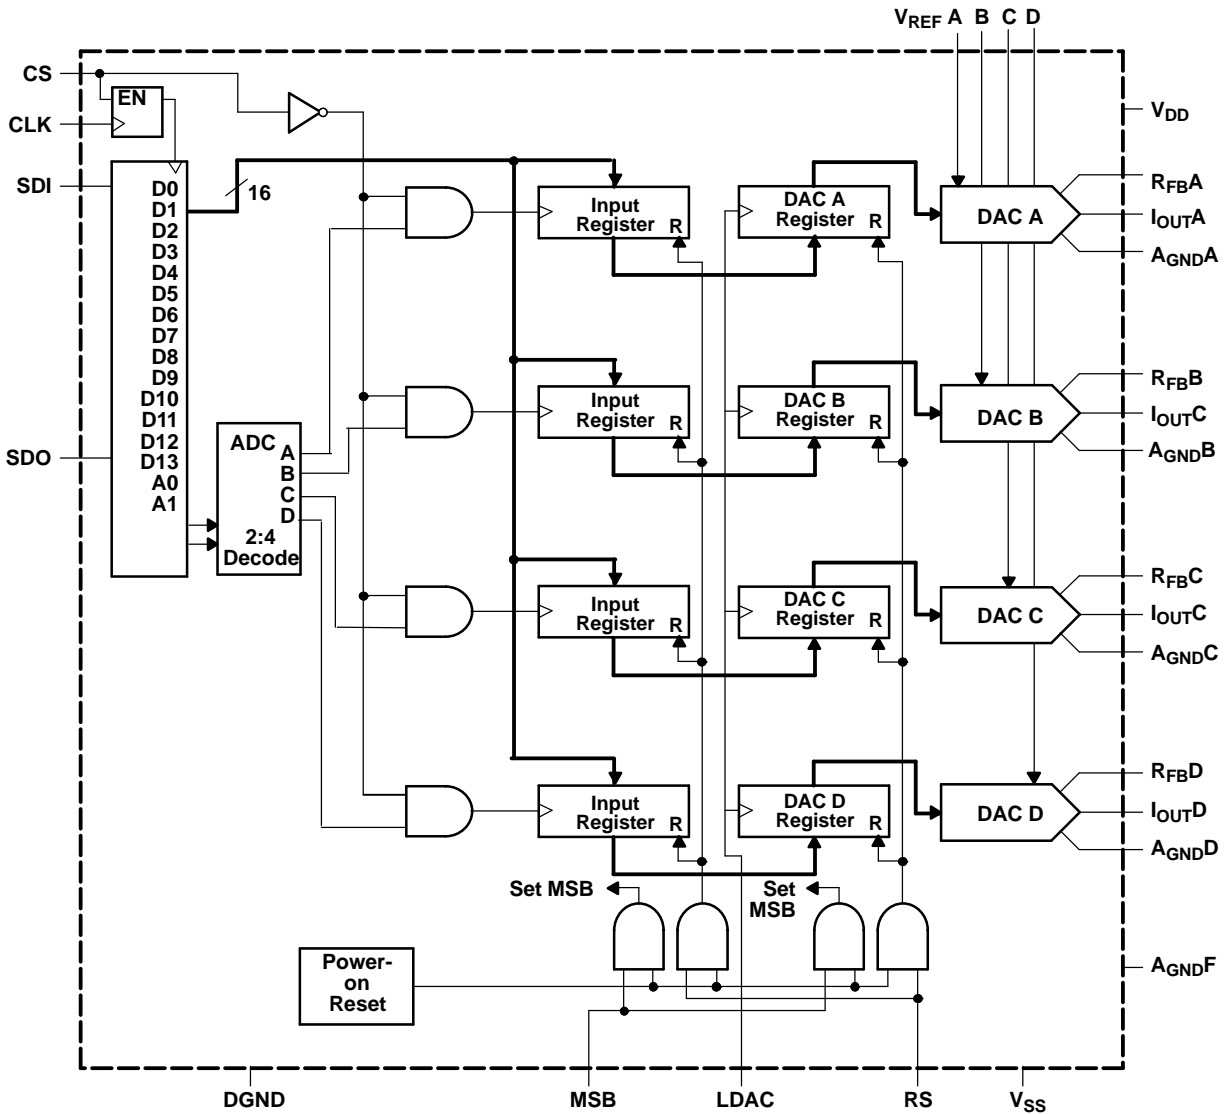 VREF A B C D
CS
EN
CLK
VDD
SDI
16
D0
D1
D2
D3
D4
D5
D6
D7
D8
D9
D10
D11
D12
D13
A0
A1
SDO
ADC
A
B
C
D
2:4
Decode
Input
Register
R
DAC A
Register
R
DAC A
RFBA
IOUTA
AGNDA
Input
Register
R
DAC B
Register
R
DAC B
RFBB
IOUTC
AGNDB
Input
Register
R
DAC C
Register
R
DAC C
RFBC
IOUTC
AGNDC
Input
Register
R
DAC D
Register
R
DAC D
RFBD
IOUTD
AGNDD
Set MSB
Set
MSB
Power-
on
Reset
AGNDF
DGND
MSB
LDAC
RS
VSS